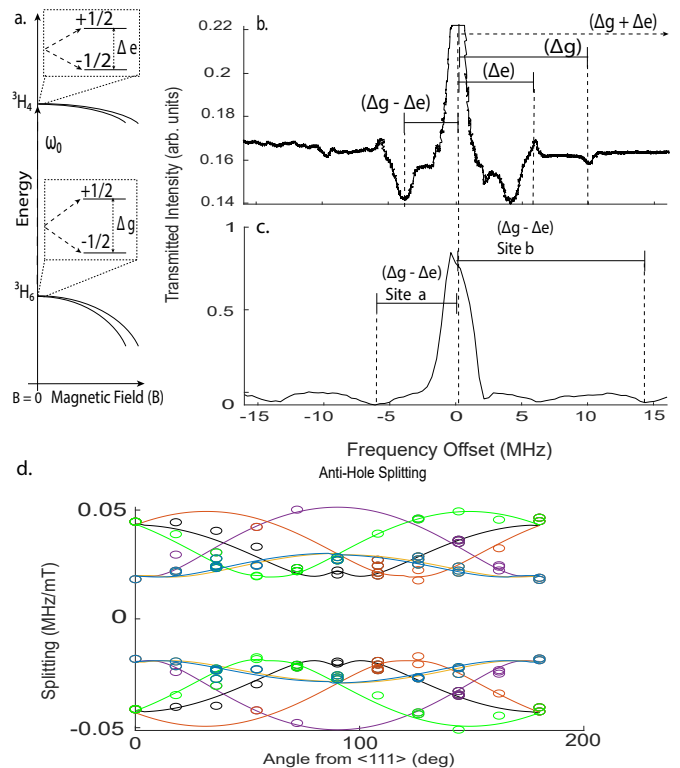 a.
+1/2
Δ e
-1/2
³H₄
ω₀
Energy
+1/2
Δ g
-1/2
³H₆
B = 0 Magnetic Field (B)
b.
(Δg + Δe)
(Δg)
(Δe)
(Δg - Δe)
0.22
0.2
0.18
0.16
0.14
Transmitted Intensity (arb. units)
c.
(Δg - Δe)
Site b
(Δg - Δe)
Site a
1
0.5
0
-15
-10
-5
0
5
10
15
Frequency Offset (MHz)
d.
Anti-Hole Splitting
0.05
0
-0.05
Splitting (MHz/mT)
0
100
200
Angle from <111> (deg)